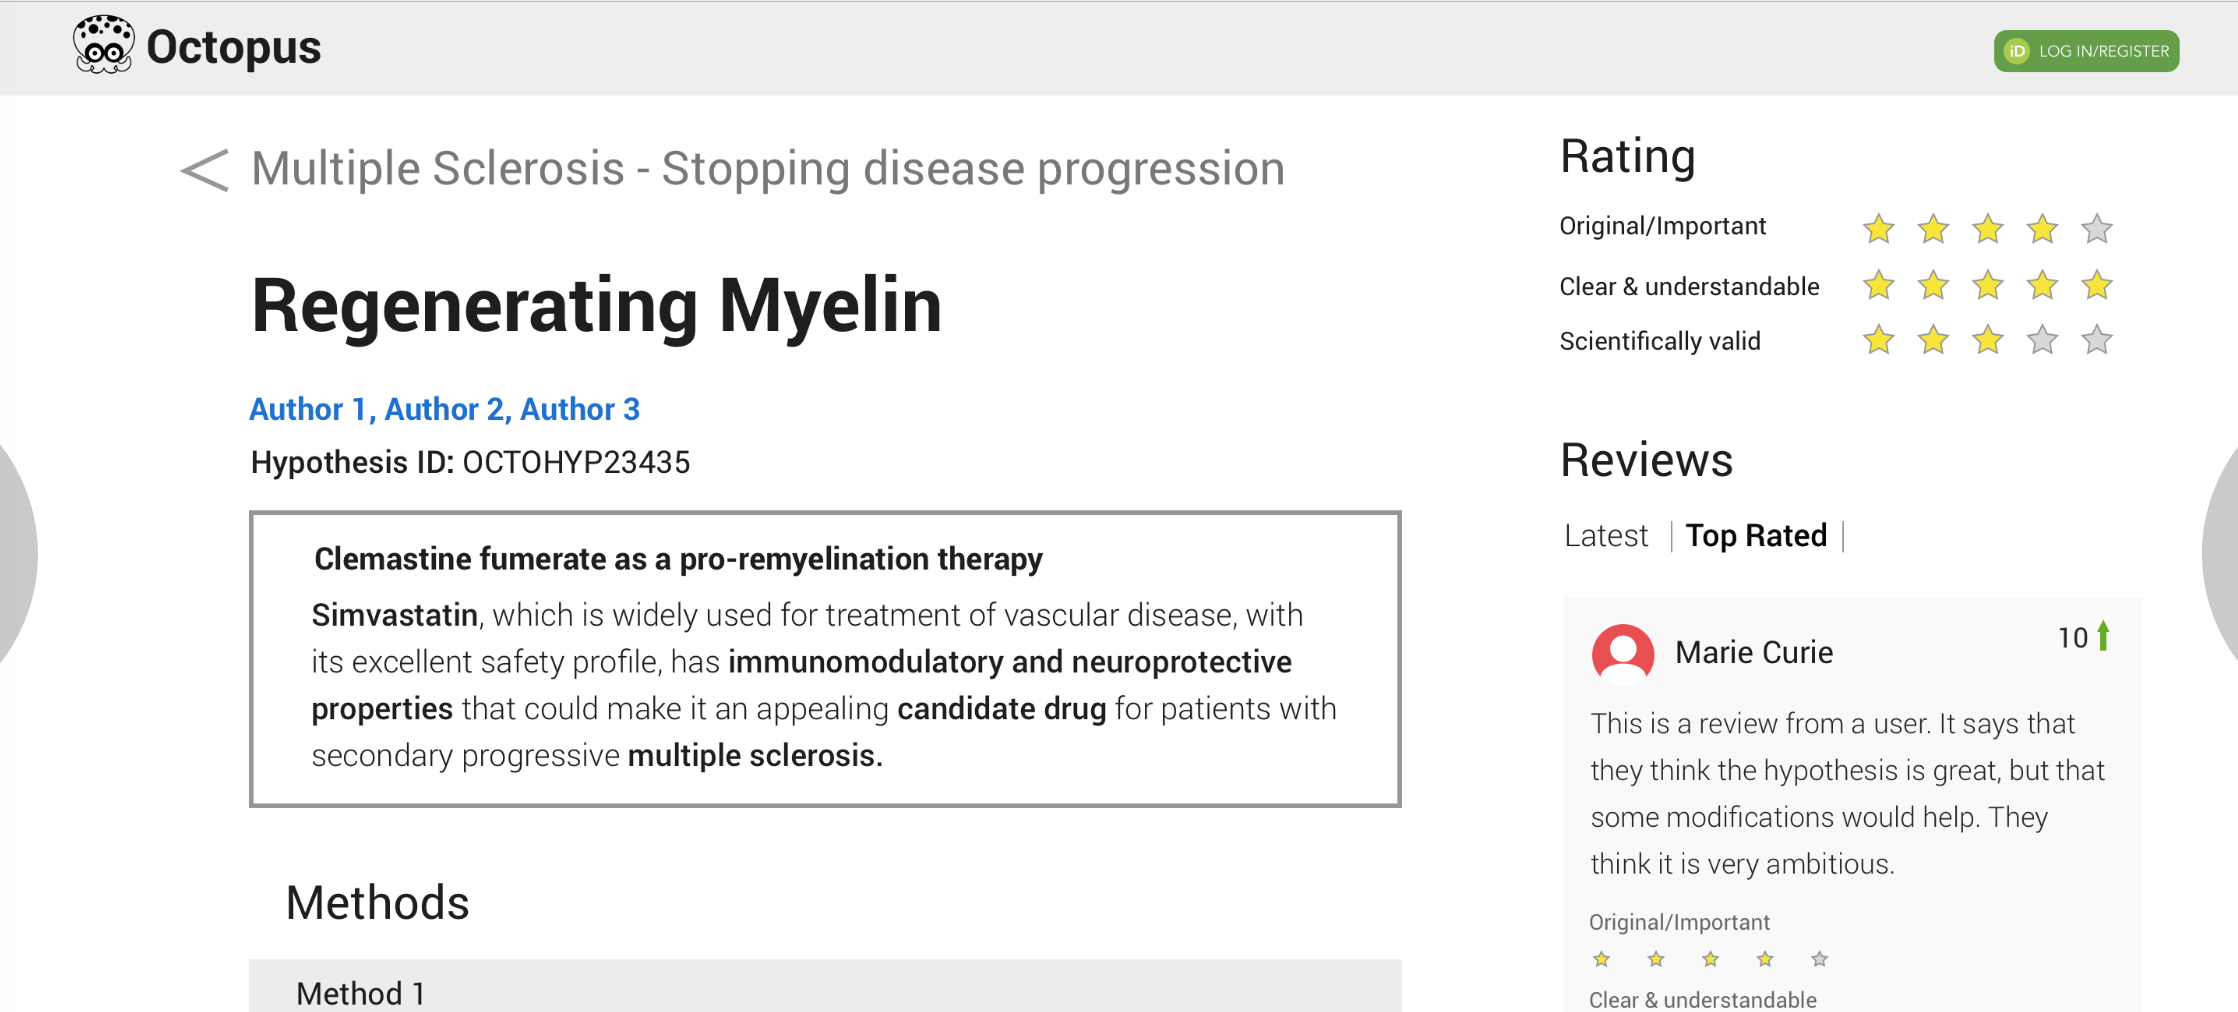 Octopus
iD LOG IN/REGISTER
< Multiple Sclerosis - Stopping disease progression
Regenerating Myelin
Author 1, Author 2, Author 3
Hypothesis ID: OCTOHYP23435
Clemastine fumerate as a pro-remyelination therapy
Simvastatin, which is widely used for treatment of vascular disease, with
its excellent safety profile, has immunomodulatory and neuroprotective
properties that could make it an appealing candidate drug for patients with
secondary progressive multiple sclerosis.
Methods
Method 1
Rating
Original/Important
Clear & understandable
Scientifically valid
Reviews
Latest | Top Rated |
Marie Curie
10
This is a review from a user. It says that
they think the hypothesis is great, but that
some modifications would help. They
think it is very ambitious.
Original/Important
Clear & understandable